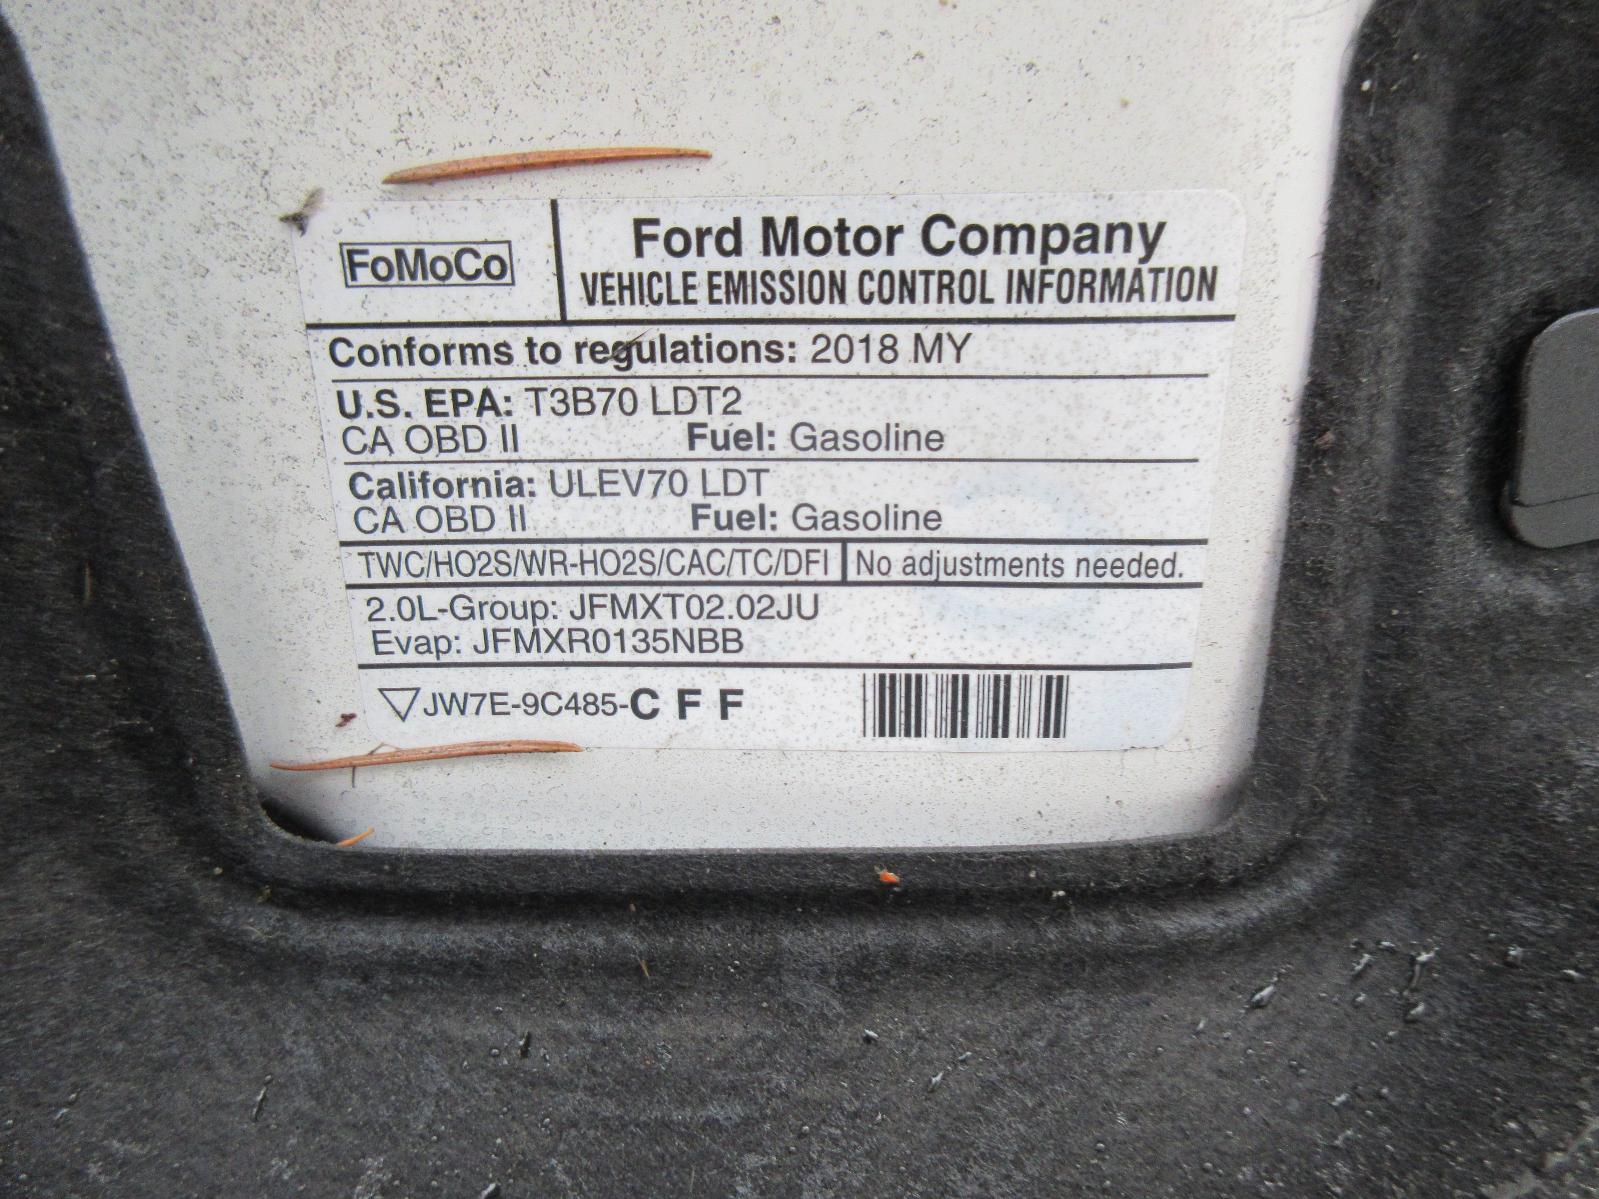 FoMoCo
Ford Motor Company
VEHICLE EMISSION CONTROL INFORMATION
Conforms to regulations: 2018 MY
U.S. EPA: T3B70 LDT2
CA OBD II Fuel: Gasoline
California: ULEV70 LDT
CA OBD II Fuel: Gasoline
TWC/HO2S/WR-HO2S/CAC/TC/DFI No adjustments needed.
2.0L-Group: JFMXT02.02JU
Evap: JFMXR0135NBB
JW7E-9C485-C F F